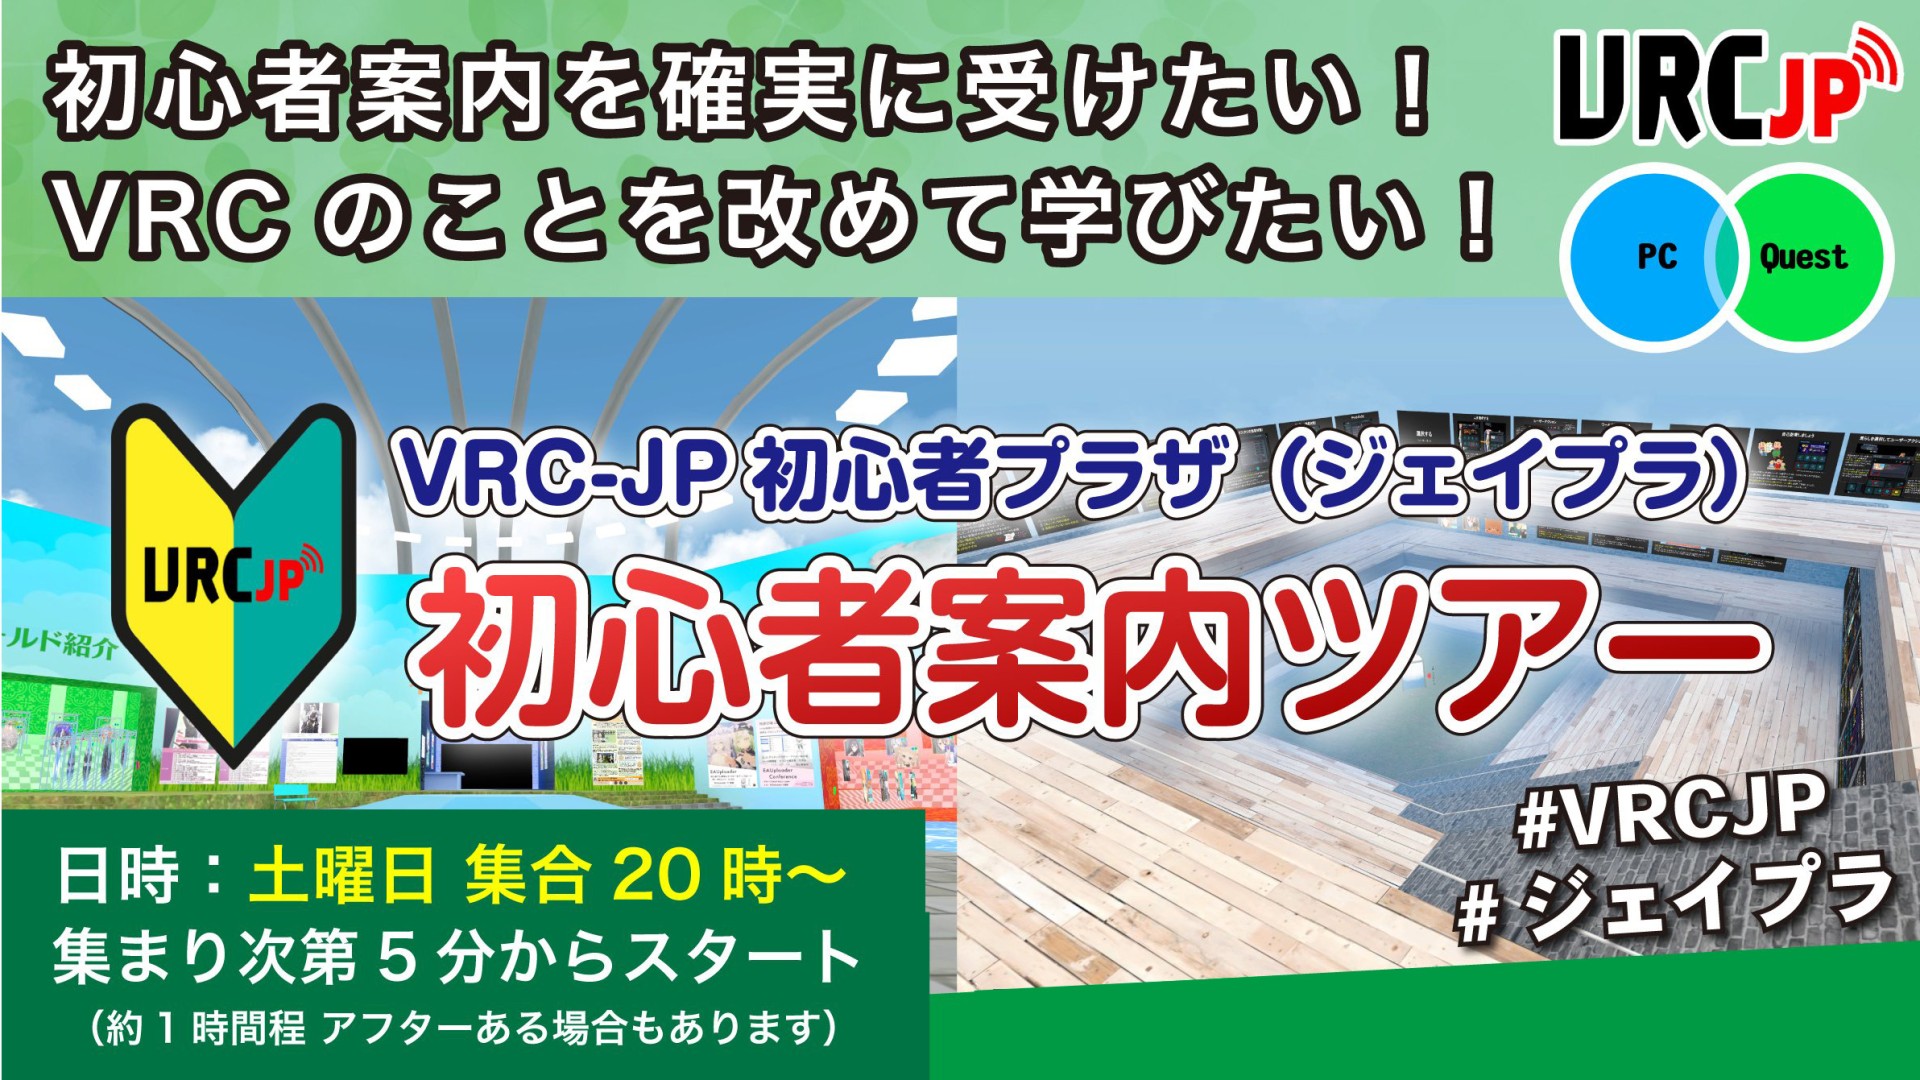 初心者案内を確実に受けたい！
VRCのことを改めて学びたい！
VRCJP
PC
Quest
VRC-JP 初心者プラザ（ジェイプラ）
初心者案内ツアー
VRCJP
ールド紹介
#VRCJP
#ジェイプラ
日時：土曜日 集合20時～
集まり次第5分からスタート
（約1時間程 アフターある場合もあります）